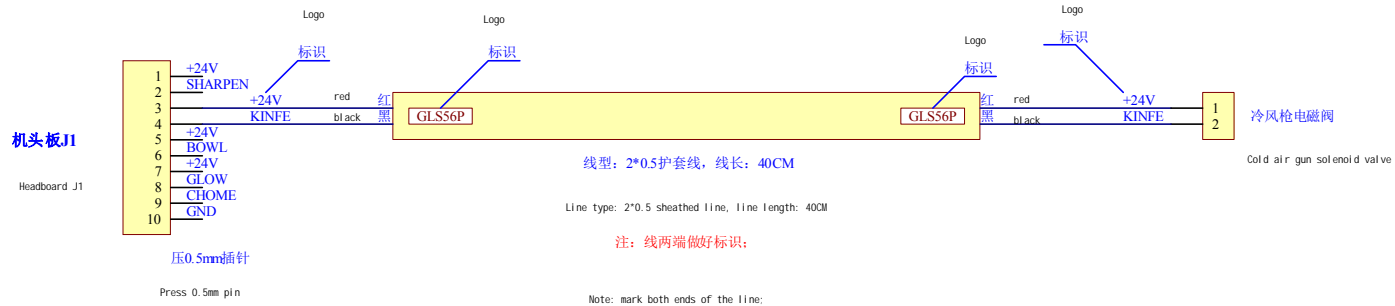 Logo
Logo
Logo
Logo
标识
标识
标识
标识
1
+24V
2
SHARPEN
3
+24V
red
红
GLS56P
GLS56P
红
red
+24V
1
4
KINFE
black
黑
黑
black
KINFE
2
冷风枪电磁阀
Cold air gun solenoid valve
机头板J1
Headboard J1
5
+24V
6
BOWL
7
+24V
8
GLOW
9
CHOME
10
GND
线型：2*0.5护套线，线长：40CM
Line type: 2*0.5 sheathed line, line length: 40CM
注：线两端做好标识；
Note: mark both ends of the line;
压0.5mm插针
Press 0.5mm pin